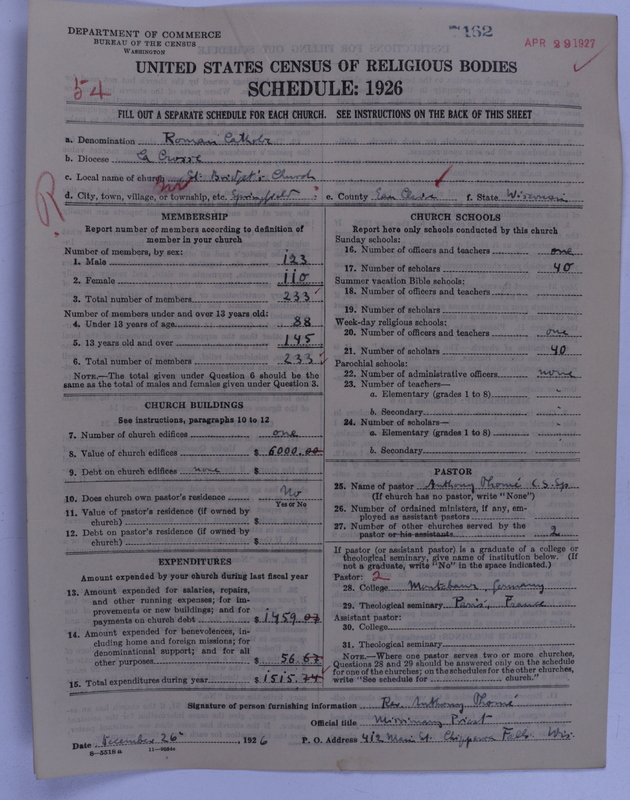 DEPARTMENT OF COMMERCE
BUREAU OF THE CENSUS
WASHINGTON
7162
APR 29 1927
UNITED STATES CENSUS OF RELIGIOUS BODIES
SCHEDULE: 1926
54
FILL OUT A SEPARATE SCHEDULE FOR EACH CHURCH. SEE INSTRUCTIONS ON THE BACK OF THIS SHEET
a. Denomination Roman Catholic
b. Diocese La Crosse
c. Local name of church St. Bridget's Church
d. City, town, village, or township, etc. Springfield e. County Eau Claire f. State Wisconsin
R
MEMBERSHIP
Report number of members according to definition of
member in your church
Number of members, by sex:
1. Male 123
2. Female 110
3. Total number of members 233
Number of members under and over 13 years old:
4. Under 13 years of age 88
5. 13 years old and over 145
6. Total number of members 233
NOTE.—The total given under Question 6 should be the
same as the total of males and females given under Question 3.
CHURCH BUILDINGS
See instructions, paragraphs 10 to 12
7. Number of church edifices one
8. Value of church edifices $ 6000.00
9. Debt on church edifices none $
10. Does church own pastor's residence No
Yes or No
11. Value of pastor's residence (if owned by
church) $
12. Debt on pastor's residence (if owned by
church) $
EXPENDITURES
Amount expended by your church during last fiscal year
13. Amount expended for salaries, repairs,
and other running expenses; for im-
provements or new buildings; and for
payments on church debt $ 1459.07
14. Amount expended for benevolences, in-
cluding home and foreign missions; for
denominational support; and for all
other purposes $ 56.67
15. Total expenditures during year $ 1515.74
CHURCH SCHOOLS
Report here only schools conducted by this church
Sunday schools:
16. Number of officers and teachers one
17. Number of scholars 40
Summer vacation Bible schools:
18. Number of officers and teachers
19. Number of scholars
Week-day religious schools:
20. Number of officers and teachers one
21. Number of scholars 40
Parochial schools:
22. Number of administrative officers none
23. Number of teachers—
a. Elementary (grades 1 to 8)
b. Secondary
24. Number of scholars—
a. Elementary (grades 1 to 8)
b. Secondary
PASTOR
25. Name of pastor Anthony Thomé C.S.Sp.
(If church has no pastor, write "None")
26. Number of ordained ministers, if any, em-
ployed as assistant pastors
27. Number of other churches served by the
pastor or his assistants 2
If pastor (or assistant pastor) is a graduate of a college or
theological seminary, give name of institution below. (If
not a graduate, write "No" in the space indicated.)
Pastor: 2
28. College Montabaur, Germany
29. Theological seminary Paris, France
Assistant pastor:
30. College
31. Theological seminary
NOTE.—Where one pastor serves two or more churches,
Questions 28 and 29 should be answered only on the schedule
for one of the churches; on the schedules for the other churches,
write "See schedule for church."
Signature of person furnishing information Rev. Anthony Thomé
Official title Missionary Priest
Date December 26, 1926 P. O. Address 412 Main St. Chippewa Falls Wis.
8—5518 a 11—9094a